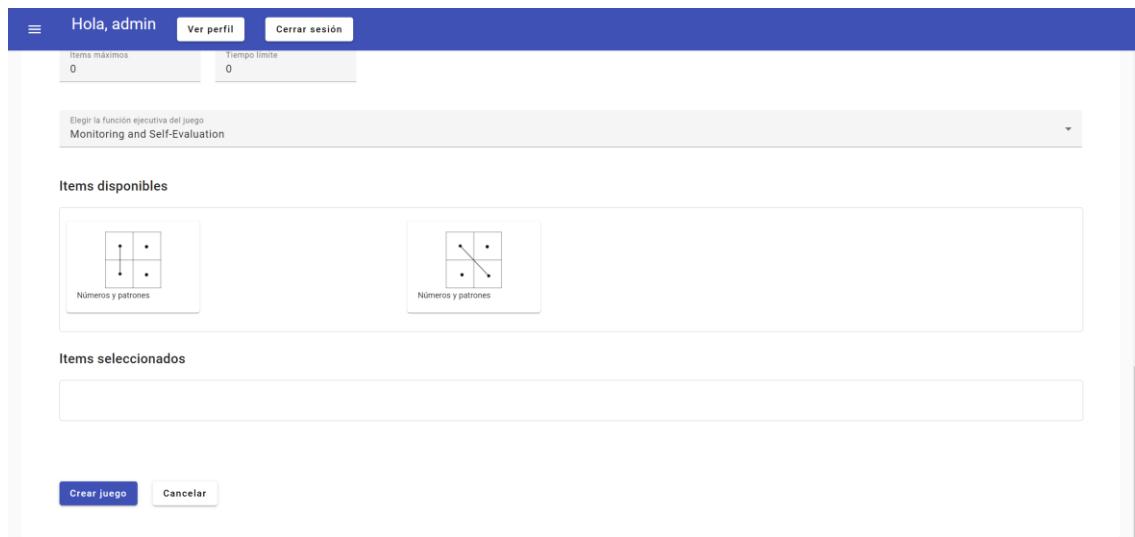 Hola, admin
Ver perfil
Cerrar sesión
Items máximos
0
Tiempo límite
0
Elegir la función ejecutiva del juego
Monitoring and Self-Evaluation
Items disponibles
Números y patrones
Números y patrones
Items seleccionados
Crear juego
Cancelar